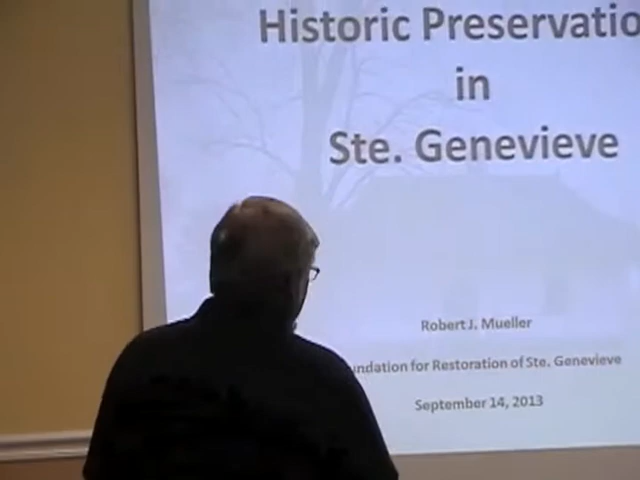 Historic Preservatio
in
Ste. Genevieve
Robert J. Mueller
undation for Restoration of Ste. Genevieve
September 14, 2013